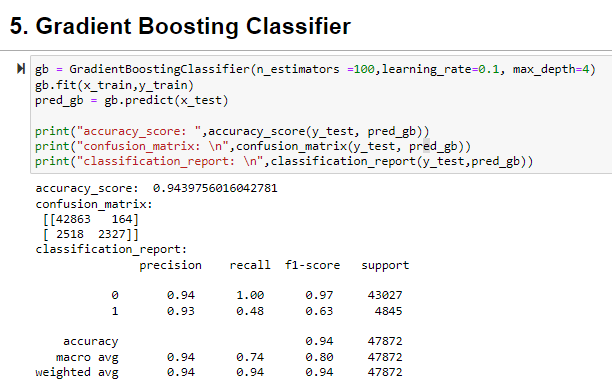 5. Gradient Boosting Classifier
gb = GradientBoostingClassifier(n_estimators =100,learning_rate=0.1, max_depth=4)
gb.fit(x_train,y_train)
pred_gb = gb.predict(x_test)
print("accuracy_score: ",accuracy_score(y_test, pred_gb))
print("confusion_matrix: \n",confusion_matrix(y_test, pred_gb))
print("classification_report: \n",classification_report(y_test,pred_gb))
accuracy_score:  0.9439756016042781
confusion_matrix:
 [[42863   164]
 [ 2518  2327]]
classification_report:
              precision    recall  f1-score   support
           0       0.94      1.00      0.97     43027
           1       0.93      0.48      0.63      4845
    accuracy                           0.94     47872
   macro avg       0.94      0.74      0.80     47872
weighted avg       0.94      0.94      0.94     47872